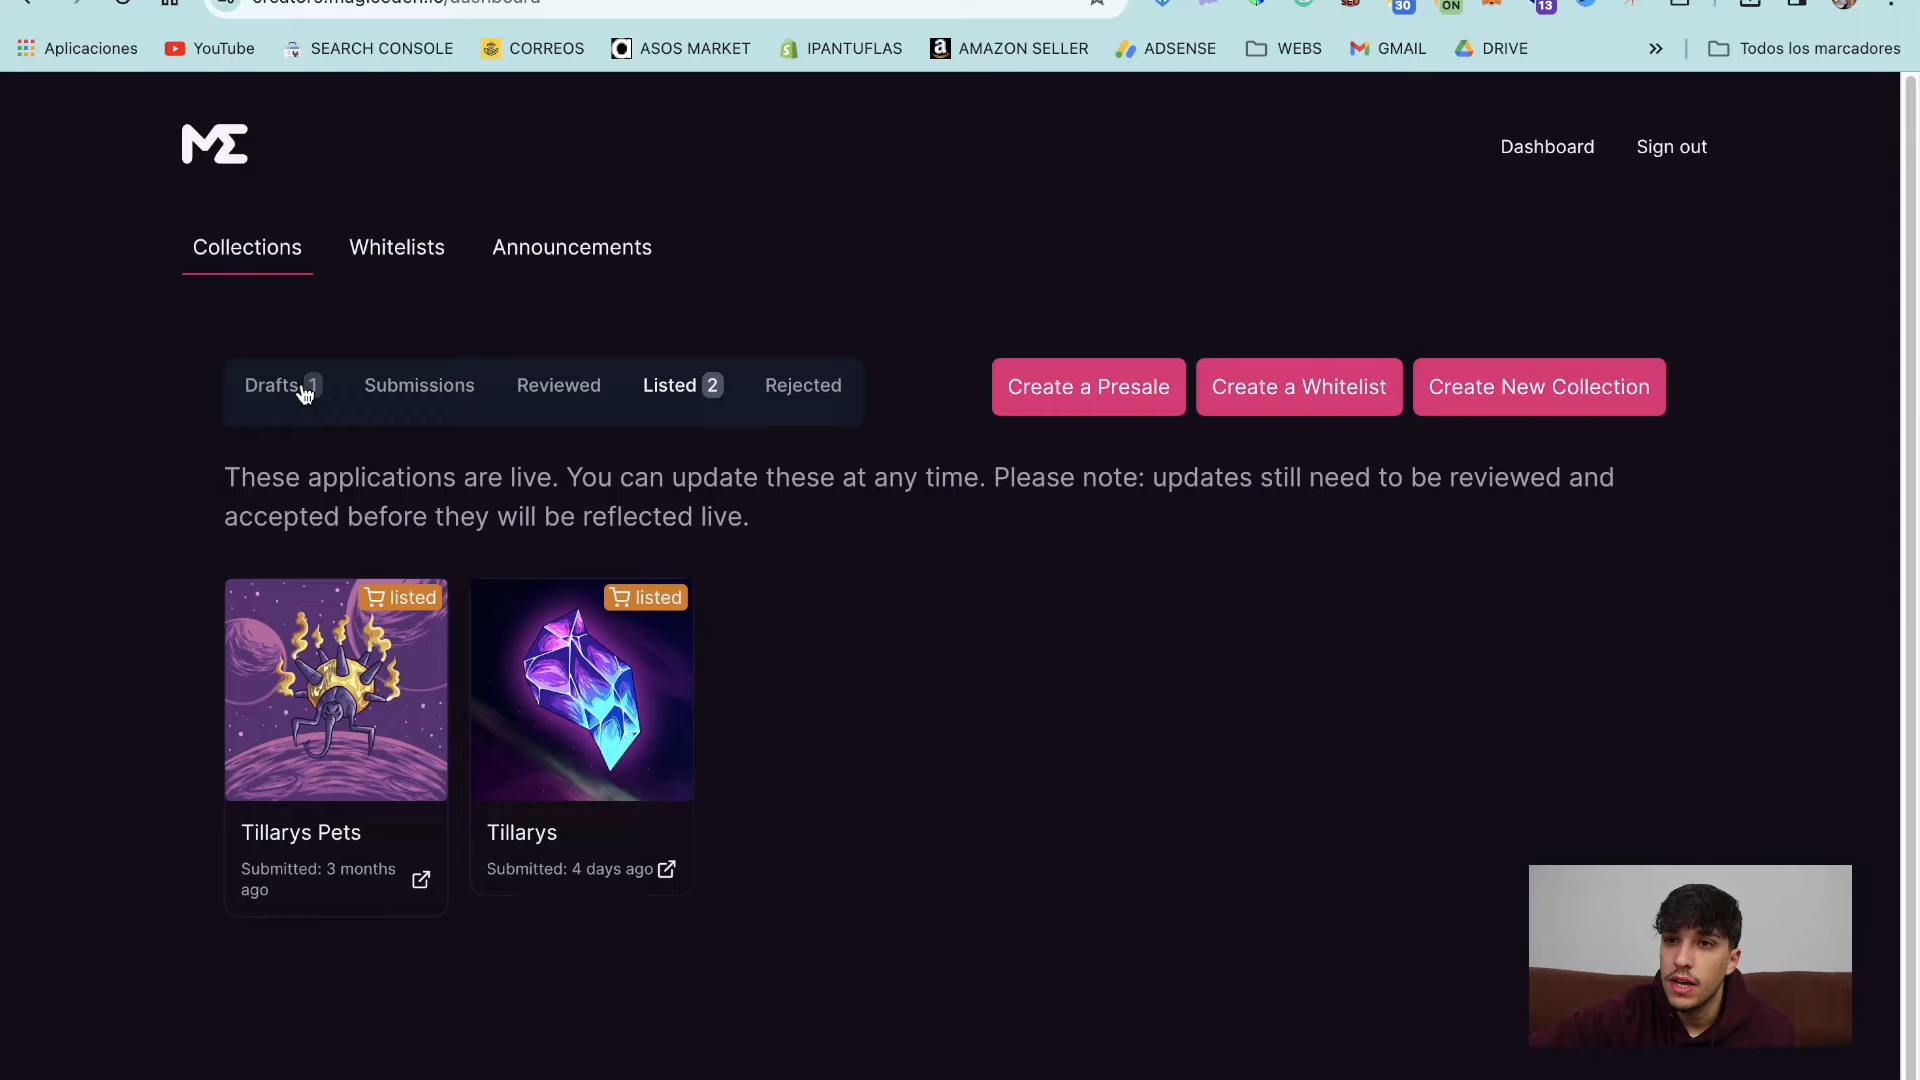 30
ON
13
Aplicaciones
YouTube
SEARCH CONSOLE
CORREOS
ASOS MARKET
IPANTUFLAS
AMAZON SELLER
ADSENSE
WEBS
GMAIL
DRIVE
Todos los marcadores
ME
Dashboard
Sign out
Collections
Whitelists
Announcements
Drafts 1
Submissions
Reviewed
Listed 2
Rejected
Create a Presale
Create a Whitelist
Create New Collection
These applications are live. You can update these at any time. Please note: updates still need to be reviewed and
accepted before they will be reflected live.
listed
listed
Tillarys Pets
Submitted: 3 months
ago
Tillarys
Submitted: 4 days ago